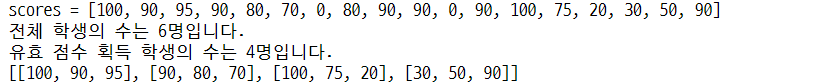 scores = [100, 90, 95, 90, 80, 70, 0, 80, 90, 90, 0, 90, 100, 75, 20, 30, 50, 90]
전체 학생의 수는 6명입니다.
유효 점수 획득 학생의 수는 4명입니다.
[[100, 90, 95], [90, 80, 70], [100, 75, 20], [30, 50, 90]]